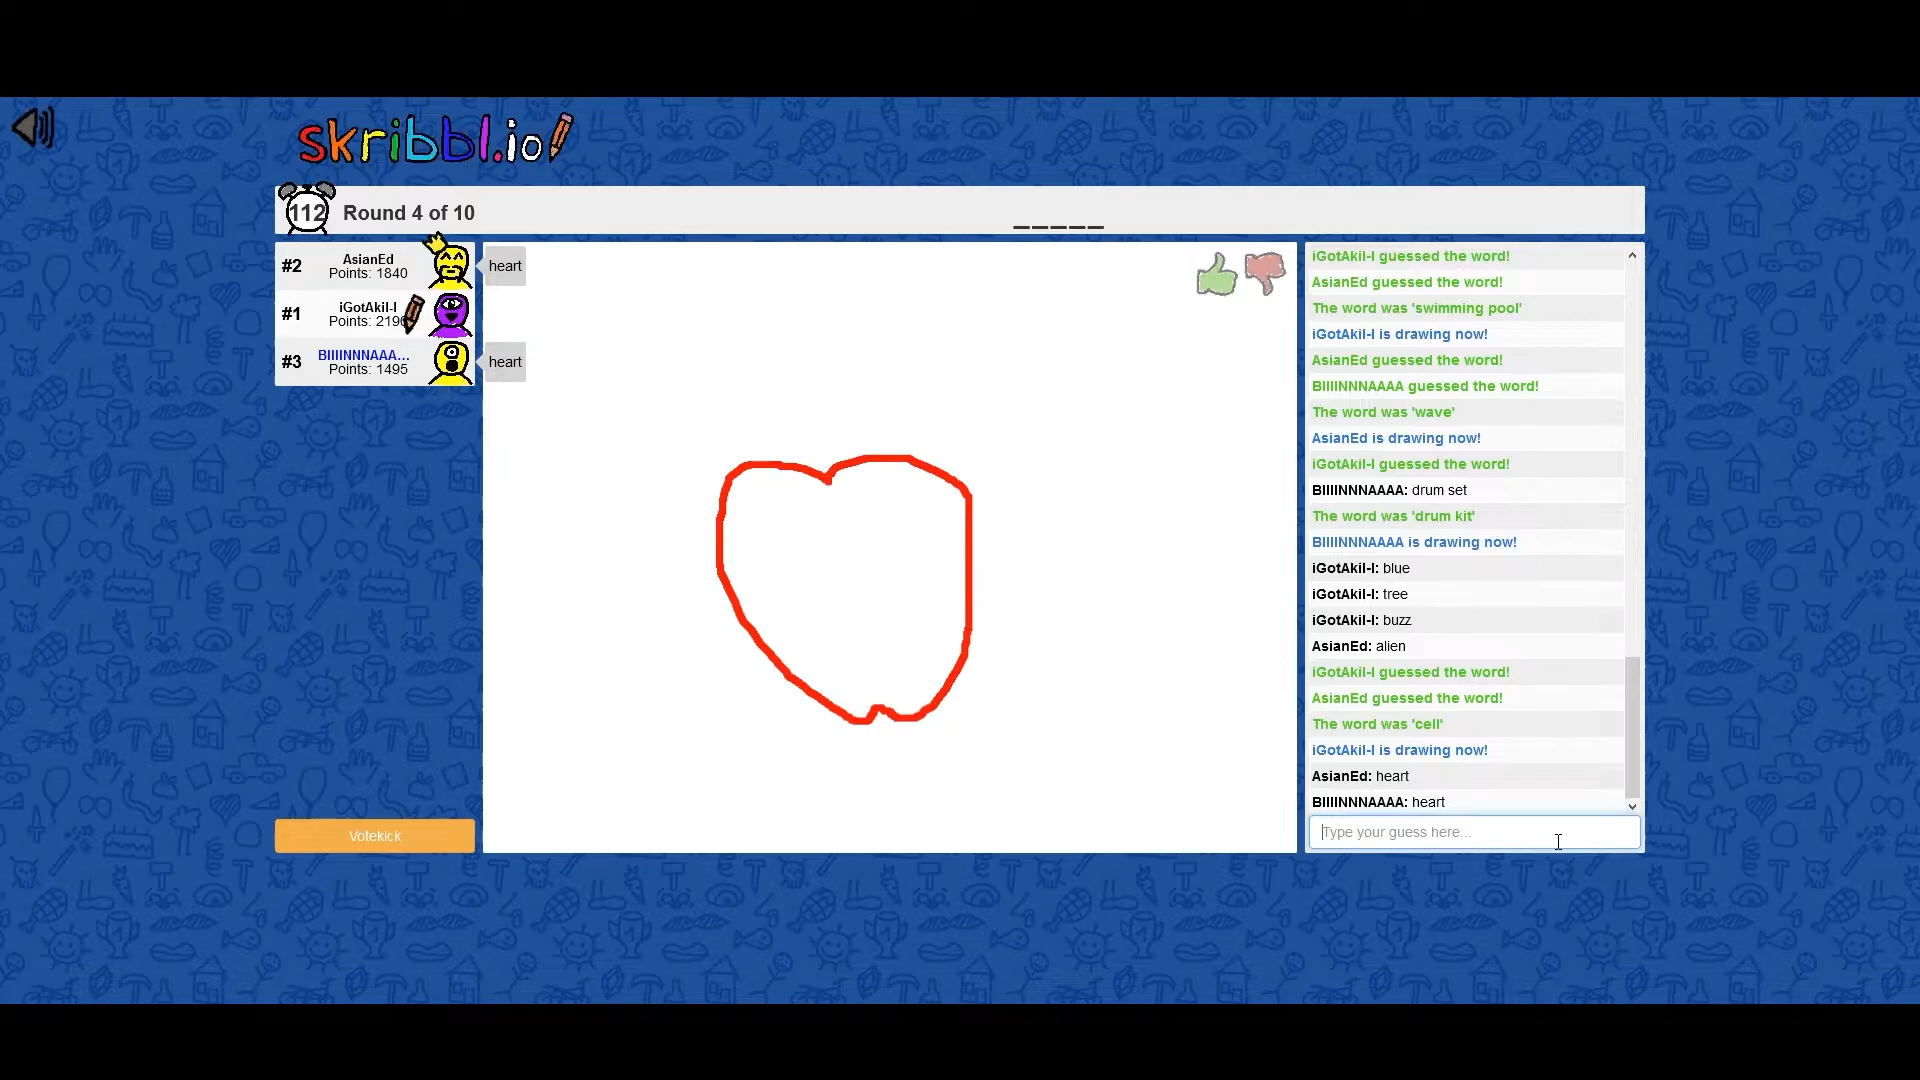 skribbl.io
112
Round 4 of 10
_____
#2
AsianEd
Points: 1840
heart
#1
iGotAkil-I
Points: 2196
#3
BIIIINNNAAA...
Points: 1495
heart
Votekick
iGotAkil-I guessed the word!
AsianEd guessed the word!
The word was 'swimming pool'
iGotAkil-I is drawing now!
AsianEd guessed the word!
BIIIINNNAAAA guessed the word!
The word was 'wave'
AsianEd is drawing now!
iGotAkil-I guessed the word!
BIIIINNNAAAA: drum set
The word was 'drum kit'
BIIIINNNAAAA is drawing now!
iGotAkil-I: blue
iGotAkil-I: tree
iGotAkil-I: buzz
AsianEd: alien
iGotAkil-I guessed the word!
AsianEd guessed the word!
The word was 'cell'
iGotAkil-I is drawing now!
AsianEd: heart
BIIIINNNAAAA: heart
Type your guess here...